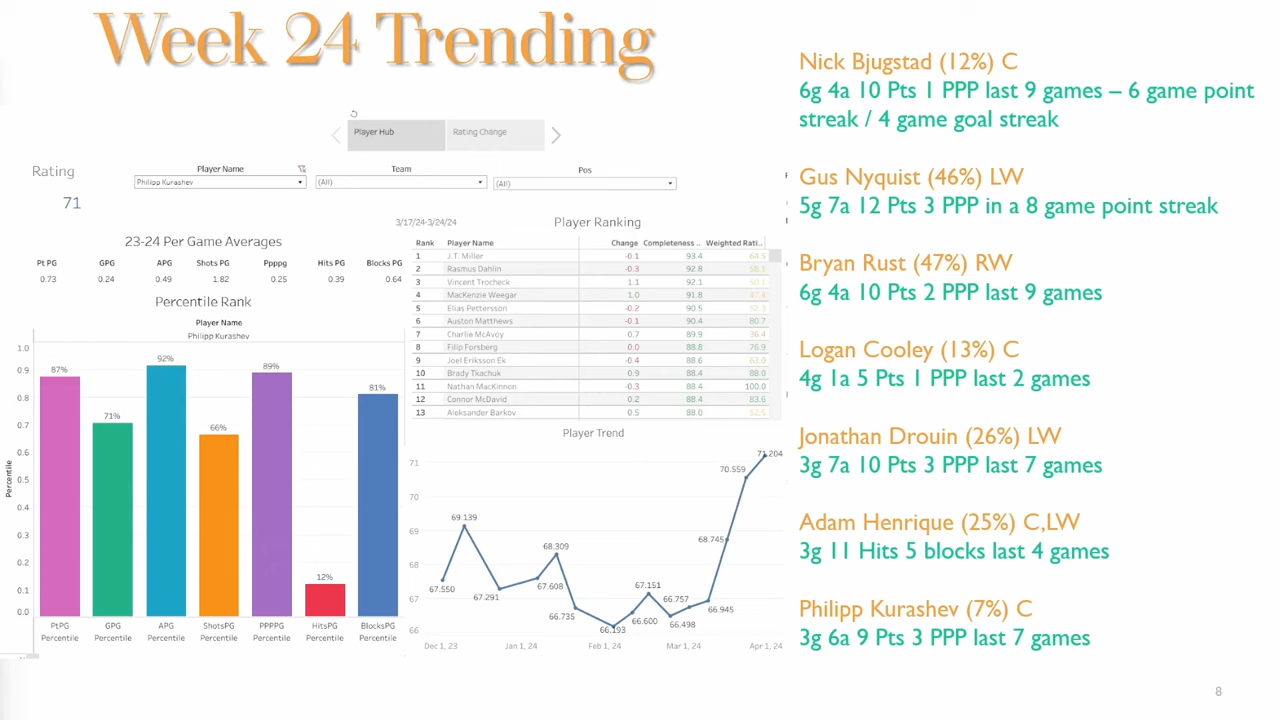 Week 24 Trending
Player Hub
Rating Change
Rating
71
Player Name
Philipp Kurashev
Team
(All)
Pos
(All)
3/17/24-3/24/24
Player Ranking
23-24 Per Game Averages
Pt PG GPG APG Shots PG Ppppg Hits PG Blocks PG
0.73 0.24 0.49 1.82 0.25 0.39 0.64
Percentile Rank
Player Name
Philipp Kurashev
Percentile
1.0
0.9
0.8
0.7
0.6
0.5
0.4
0.3
0.2
0.1
0.0
87%
71%
92%
66%
89%
12%
81%
PtPG Percentile
GPG Percentile
APG Percentile
ShotsPG Percentile
PPPPG Percentile
HitsPG Percentile
BlocksPG Percentile
Rank Player Name Change Completeness .. Weighted Rati..
1 J.T. Miller -0.1 93.4 64.5
2 Rasmus Dahlin -0.3 92.8
3 Vincent Trocheck 1.1 92.1
4 MacKenzie Weegar 1.0 91.8 47.4
5 Elias Pettersson -0.2 90.5
6 Auston Matthews -0.1 90.4 80.7
7 Charlie McAvoy 0.7 89.9 36.4
8 Filip Forsberg 0.0 88.8 76.9
9 Joel Eriksson Ek -0.4 88.6 63.0
10 Brady Tkachuk 0.9 88.4 88.0
11 Nathan MacKinnon -0.3 88.4 100.0
12 Connor McDavid 0.2 88.4 83.6
13 Aleksander Barkov 0.5 88.0
Player Trend
71
70
69
68
67
66
67.550
69.139
67.291
67.608
68.309
66.735
66.193
66.600
67.151
66.498
66.757
66.945
68.745
70.559
71.204
Dec 1, 23
Jan 1, 24
Feb 1, 24
Mar 1, 24
Apr 1, 24
Nick Bjugstad (12%) C
6g 4a 10 Pts 1 PPP last 9 games – 6 game point
streak / 4 game goal streak
Gus Nyquist (46%) LW
5g 7a 12 Pts 3 PPP in a 8 game point streak
Bryan Rust (47%) RW
6g 4a 10 Pts 2 PPP last 9 games
Logan Cooley (13%) C
4g 1a 5 Pts 1 PPP last 2 games
Jonathan Drouin (26%) LW
3g 7a 10 Pts 3 PPP last 7 games
Adam Henrique (25%) C,LW
3g 11 Hits 5 blocks last 4 games
Philipp Kurashev (7%) C
3g 6a 9 Pts 3 PPP last 7 games
8